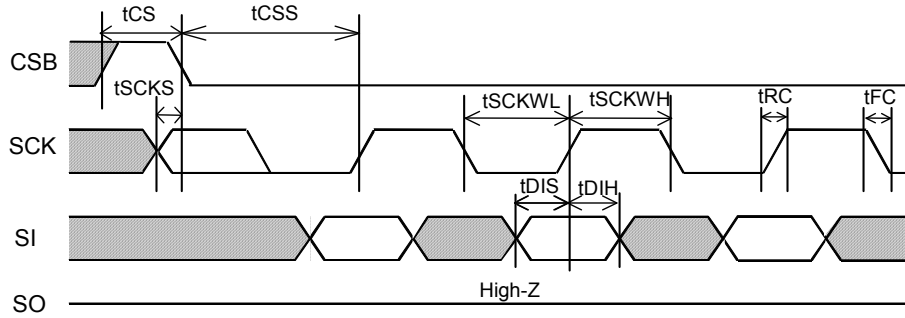 tCS tCSS
CSB
tSCKS tSCKWL tSCKWH tRC tFC
SCK
tDIS tDIH
SI
High-Z
SO